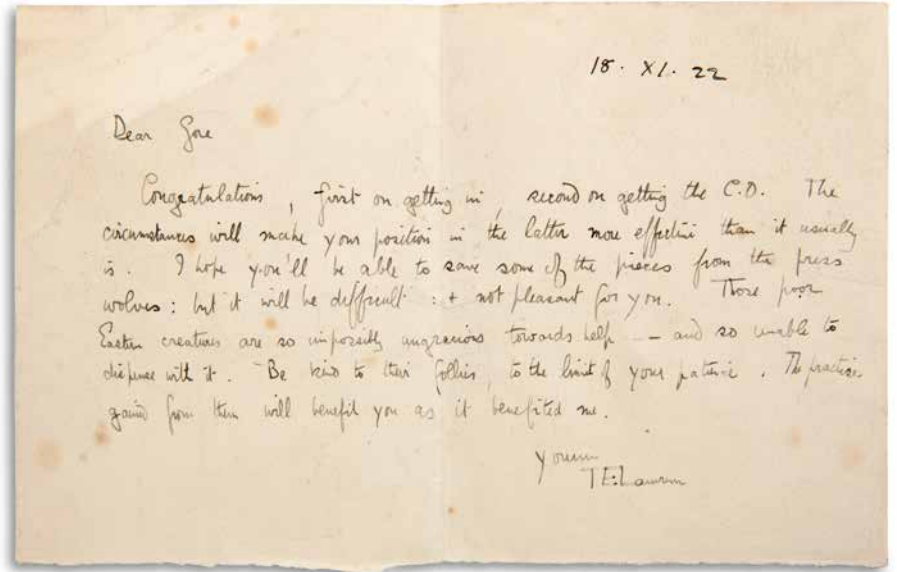 18. XI. 22
Dear Gore
Congratulations, first on getting in, second on getting the C.O. The
circumstances will make your position in the latter more effective than it usually
is. I hope you'll be able to save some of the pieces from the press
wolves: but it will be difficult: + not pleasant for you. Those poor
Eastern creatures are so impossibly ungracious towards help — and so unable to
dispense with it. Be kind to their follies, to the limit of your patience. The practice
gained from them will benefit you as it benefited me.
Yours
T E Lawrence